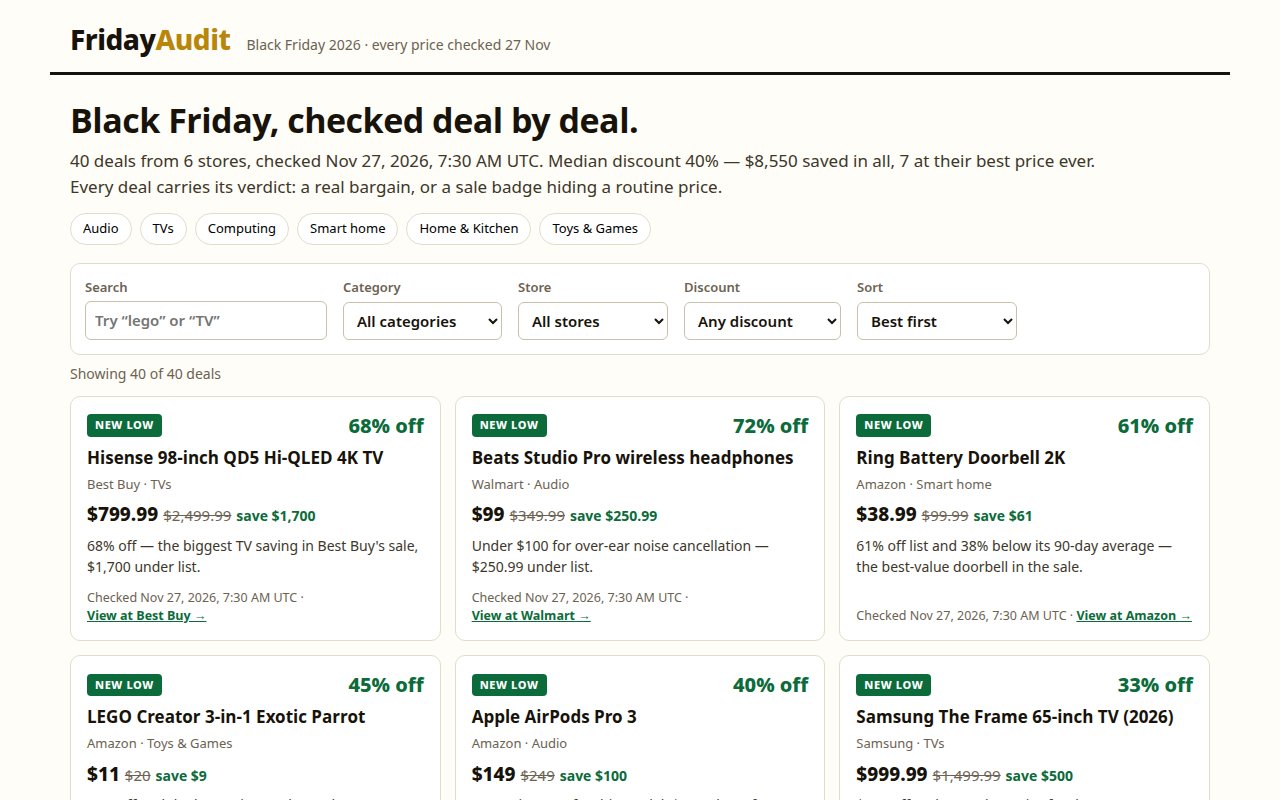 FridayAudit Black Friday 2026 · every price checked 27 Nov
Black Friday, checked deal by deal.
40 deals from 6 stores, checked Nov 27, 2026, 7:30 AM UTC. Median discount 40% — $8,550 saved in all, 7 at their best price ever.
Every deal carries its verdict: a real bargain, or a sale badge hiding a routine price.
Audio TVs Computing Smart home Home & Kitchen Toys & Games
Search Category Store Discount Sort
Try “lego” or “TV” All categories All stores Any discount Best first
Showing 40 of 40 deals
NEW LOW 68% off
Hisense 98-inch QD5 Hi-QLED 4K TV
Best Buy · TVs
$799.99 $2,499.99 save $1,700
68% off — the biggest TV saving in Best Buy's sale,
$1,700 under list.
Checked Nov 27, 2026, 7:30 AM UTC ·
View at Best Buy →
NEW LOW 72% off
Beats Studio Pro wireless headphones
Walmart · Audio
$99 $349.99 save $250.99
Under $100 for over-ear noise cancellation —
$250.99 under list.
Checked Nov 27, 2026, 7:30 AM UTC ·
View at Walmart →
NEW LOW 61% off
Ring Battery Doorbell 2K
Amazon · Smart home
$38.99 $99.99 save $61
61% off list and 38% below its 90-day average —
the best-value doorbell in the sale.
Checked Nov 27, 2026, 7:30 AM UTC · View at Amazon →
NEW LOW 45% off
LEGO Creator 3-in-1 Exotic Parrot
Amazon · Toys & Games
$11 $20 save $9
NEW LOW 40% off
Apple AirPods Pro 3
Amazon · Audio
$149 $249 save $100
NEW LOW 33% off
Samsung The Frame 65-inch TV (2026)
Samsung · TVs
$999.99 $1,499.99 save $500